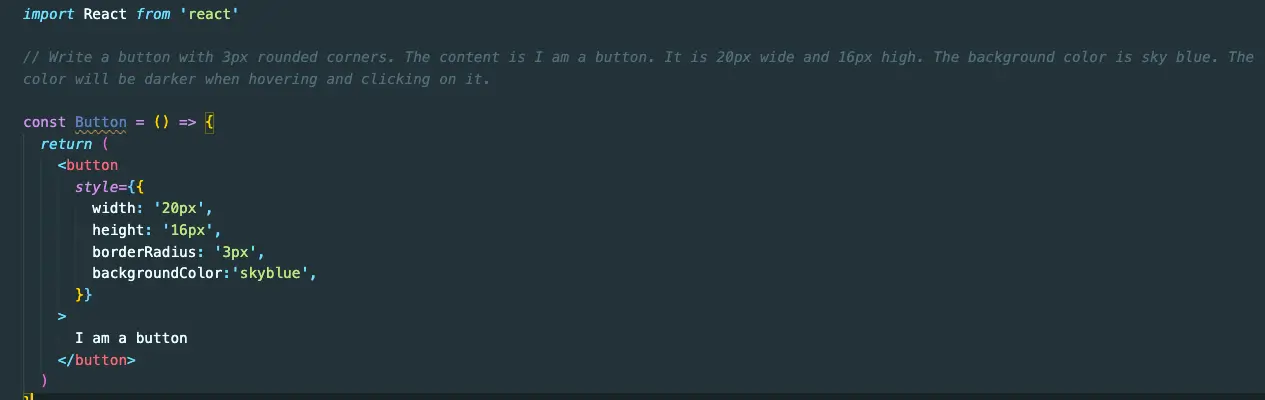 import React from 'react'
// Write a button with 3px rounded corners. The content is I am a button. It is 20px wide and 16px high. The background color is sky blue. The
color will be darker when hovering and clicking on it.
const Button = () => {
return (
<button
style={{
width: '20px',
height: '16px',
borderRadius: '3px',
backgroundColor:'skyblue',
}}
>
I am a button
</button>
)
}